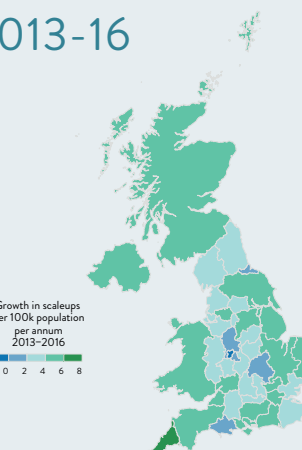 013-16
Growth in scaleups
er 100k population
per annum
2013–2016
0 2 4 6 8